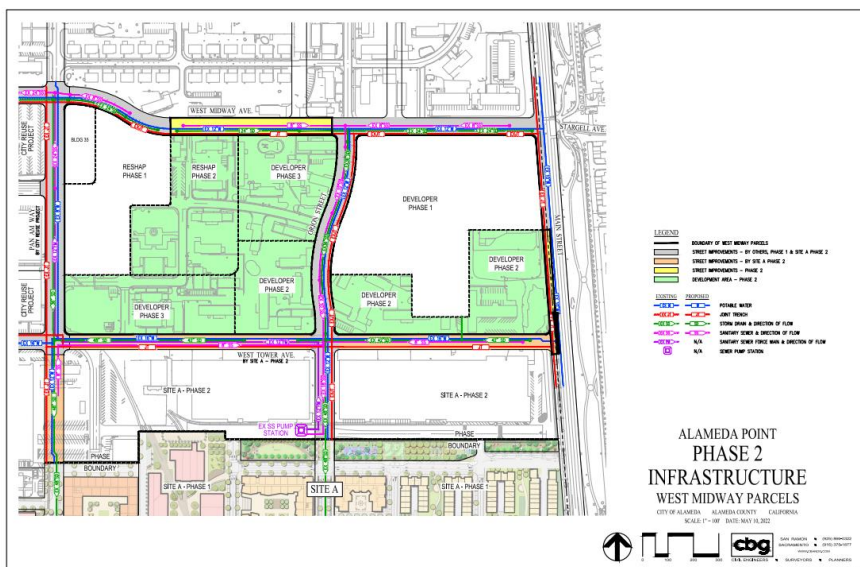 WEST MIDWAY AVE.
STARGELL AVE.
CITY REUSE
PROJECT
BLDG 35
RESHAP
PHASE 1
RESHAP
PHASE 2
DEVELOPER
PHASE 3
ORION STREET
DEVELOPER
PHASE 1
MAIN STREET
PAN AM WAY
BY CITY REUSE PROJECT
DEVELOPER
PHASE 2
DEVELOPER
PHASE 2
DEVELOPER
PHASE 2
DEVELOPER
PHASE 3
CITY REUSE
PROJECT
WEST TOWER AVE.
BY SITE A - PHASE 2
SITE A - PHASE 2
SITE A - PHASE 2
EX SS PUMP
STATION
PHASE
BOUNDARY
PHASE
BOUNDARY
SITE A - PHASE 1
SITE A
SITE A - PHASE 1
LEGEND
BOUNDARY OF WEST MIDWAY PARCELS
STREET IMPROVEMENTS - BY OTHERS, PHASE 1 & SITE A PHASE 2
STREET IMPROVEMENTS - BY SITE A PHASE 2
STREET IMPROVEMENTS - PHASE 2
DEVELOPMENT AREA - PHASE 2
EXISTING PROPOSED
POTABLE WATER
JOINT TRENCH
STORM DRAIN & DIRECTION OF FLOW
SANITARY SEWER & DIRECTION OF FLOW
N/A SANITARY SEWER FORCE MAIN & DIRECTION OF FLOW
N/A SEWER PUMP STATION
ALAMEDA POINT
PHASE 2
INFRASTRUCTURE
WEST MIDWAY PARCELS
CITY OF ALAMEDA ALAMEDA COUNTY CALIFORNIA
SCALE: 1" = 100' DATE: MAY 10, 2022
cbg
SAN RAMON
SACRAMENTO
CIVIL ENGINEERS SURVEYORS PLANNERS